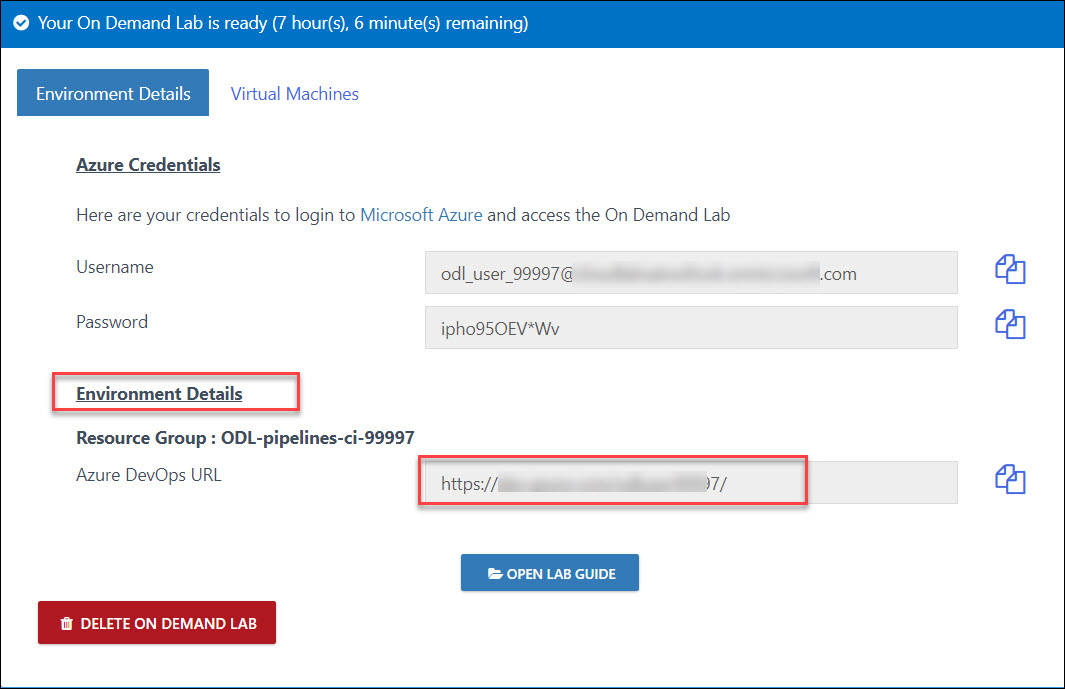 Your On Demand Lab is ready (7 hour(s), 6 minute(s) remaining)
Environment Details Virtual Machines
Azure Credentials
Here are your credentials to login to Microsoft Azure and access the On Demand Lab
Username odl_user_99997@ .com
Password ipho95OEV*Wv
Environment Details
Resource Group : ODL-pipelines-ci-99997
Azure DevOps URL https:// 97/
OPEN LAB GUIDE
DELETE ON DEMAND LAB